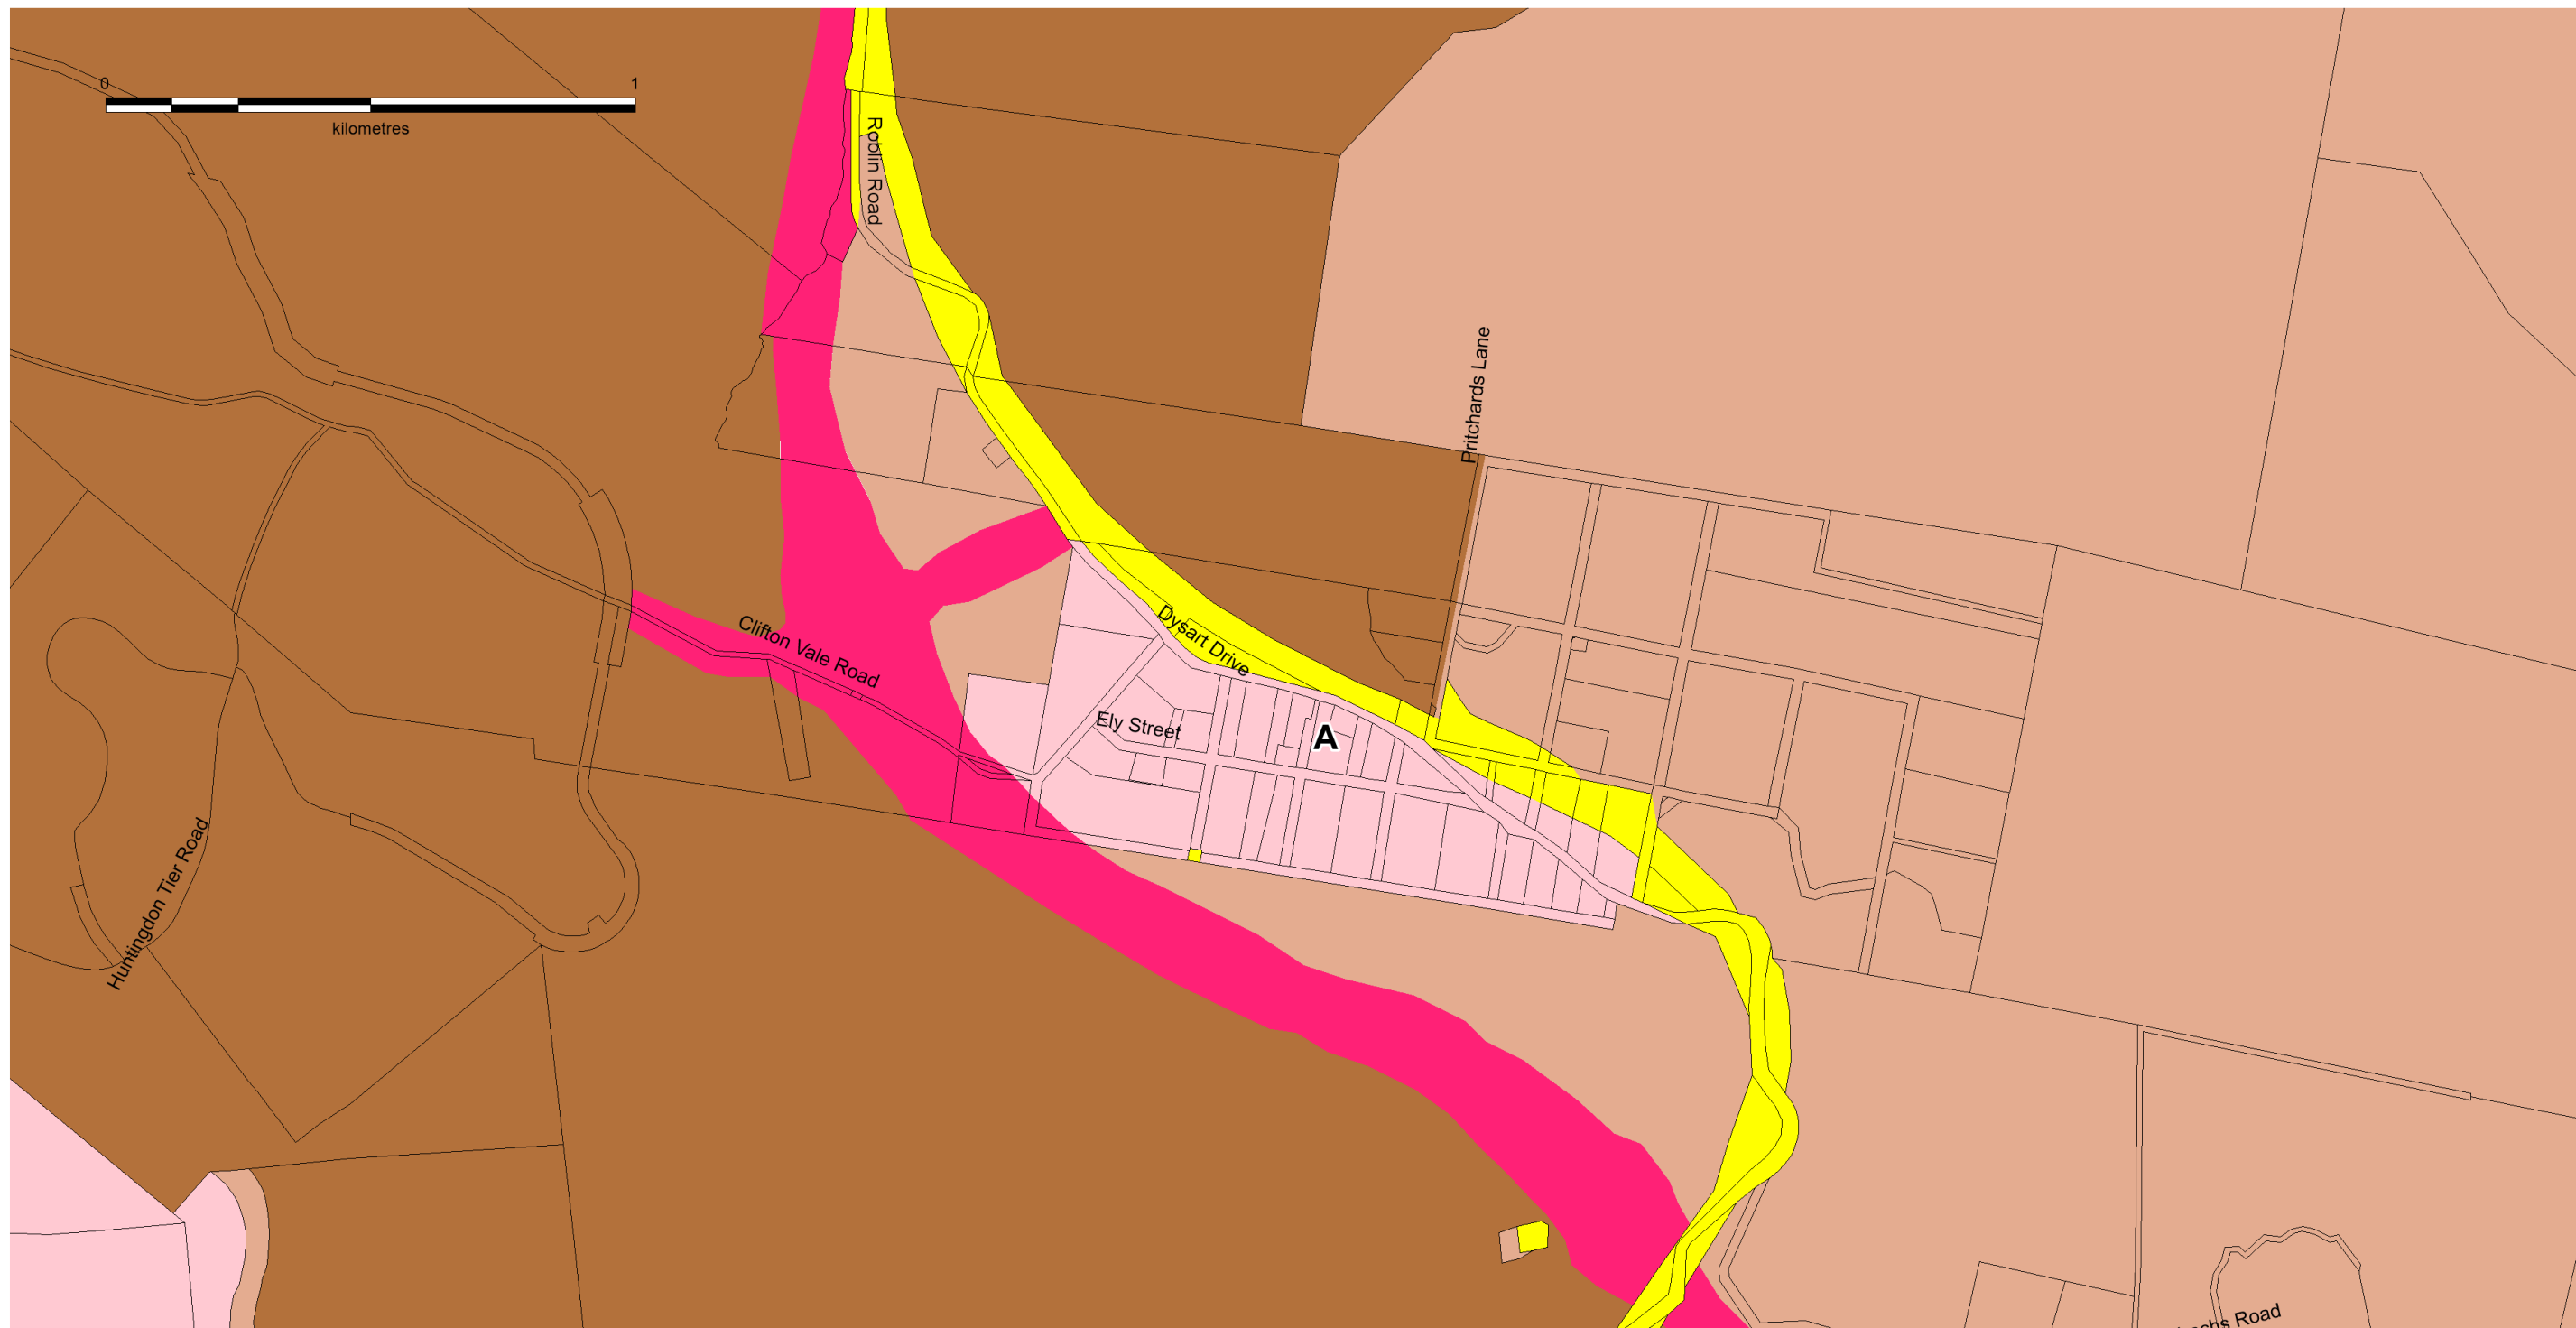 0 1
kilometres
Roblin Road
Pritchards Lane
Dysart Drive
Clifton Vale Road
Ely Street
A
Huntingdon Tier Road
Road